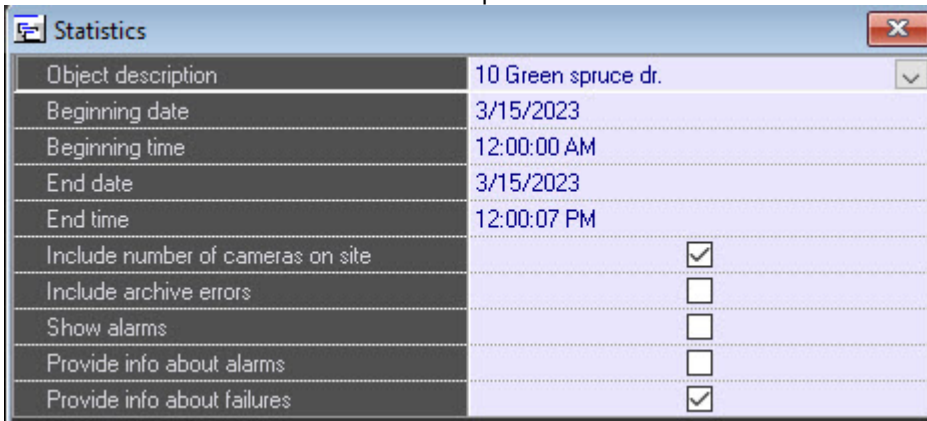 Statistics
Object description 10 Green spruce dr.
Beginning date 3/15/2023
Beginning time 12:00:00 AM
End date 3/15/2023
End time 12:00:07 PM
Include number of cameras on site
Include archive errors
Show alarms
Provide info about alarms
Provide info about failures